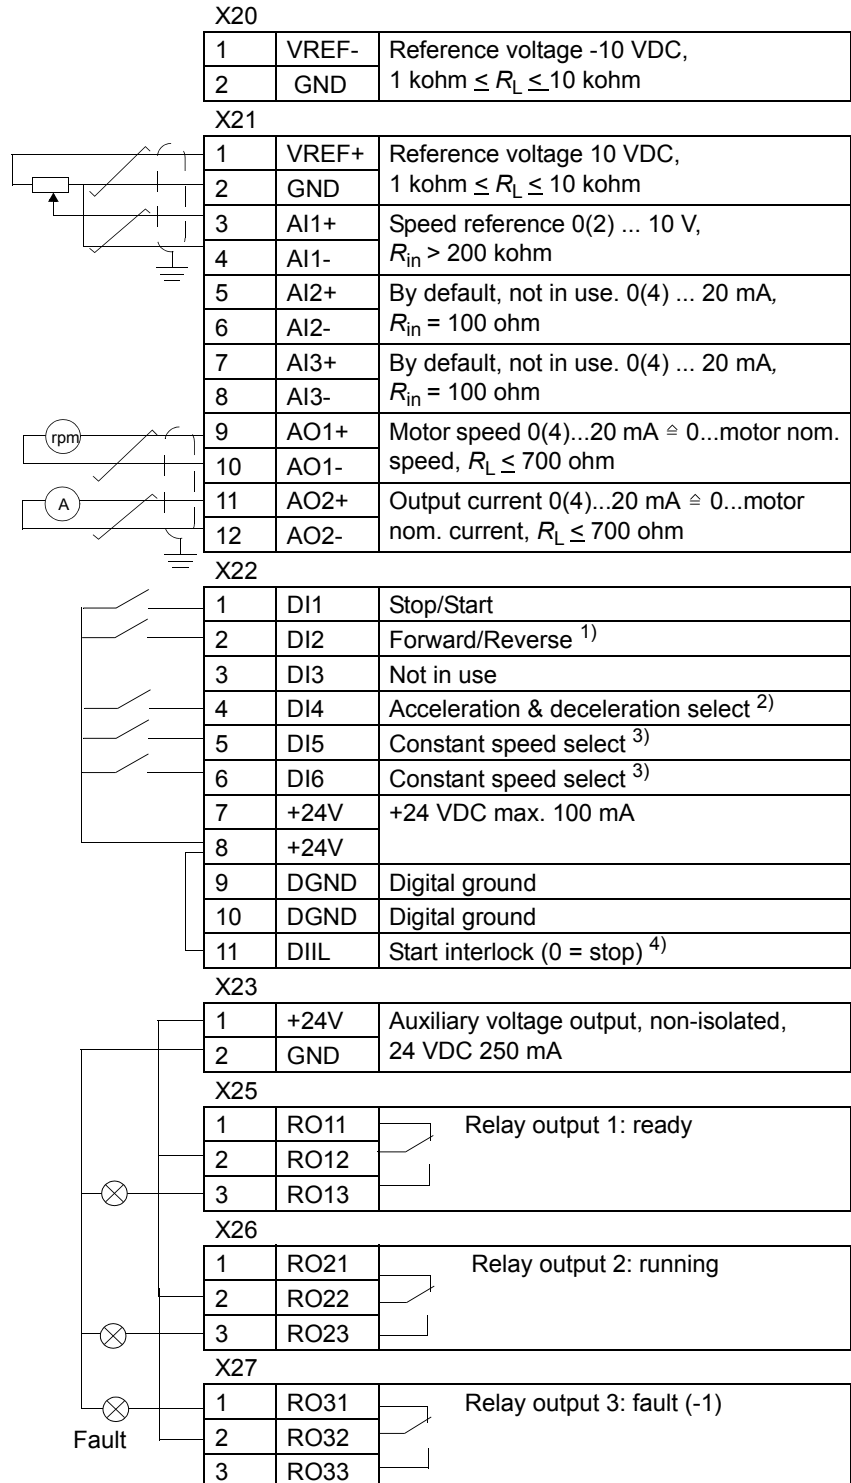 X20
1 VREF- Reference voltage -10 VDC,
2 GND 1 kohm ≤ RL ≤ 10 kohm
X21
1 VREF+ Reference voltage 10 VDC,
2 GND 1 kohm ≤ RL ≤ 10 kohm
3 AI1+ Speed reference 0(2) ... 10 V,
4 AI1- Rin > 200 kohm
5 AI2+ By default, not in use. 0(4) ... 20 mA,
6 AI2- Rin = 100 ohm
7 AI3+ By default, not in use. 0(4) ... 20 mA,
8 AI3- Rin = 100 ohm
rpm 9 AO1+ Motor speed 0(4)...20 mA ≙ 0...motor nom.
10 AO1- speed, RL ≤ 700 ohm
A 11 AO2+ Output current 0(4)...20 mA ≙ 0...motor
12 AO2- nom. current, RL ≤ 700 ohm
X22
1 DI1 Stop/Start
2 DI2 Forward/Reverse 1)
3 DI3 Not in use
4 DI4 Acceleration & deceleration select 2)
5 DI5 Constant speed select 3)
6 DI6 Constant speed select 3)
7 +24V +24 VDC max. 100 mA
8 +24V
9 DGND Digital ground
10 DGND Digital ground
11 DIIL Start interlock (0 = stop) 4)
X23
1 +24V Auxiliary voltage output, non-isolated,
2 GND 24 VDC 250 mA
X25
1 RO11 Relay output 1: ready
2 RO12
3 RO13
X26
1 RO21 Relay output 2: running
2 RO22
3 RO23
X27
1 RO31 Relay output 3: fault (-1)
Fault 2 RO32
3 RO33